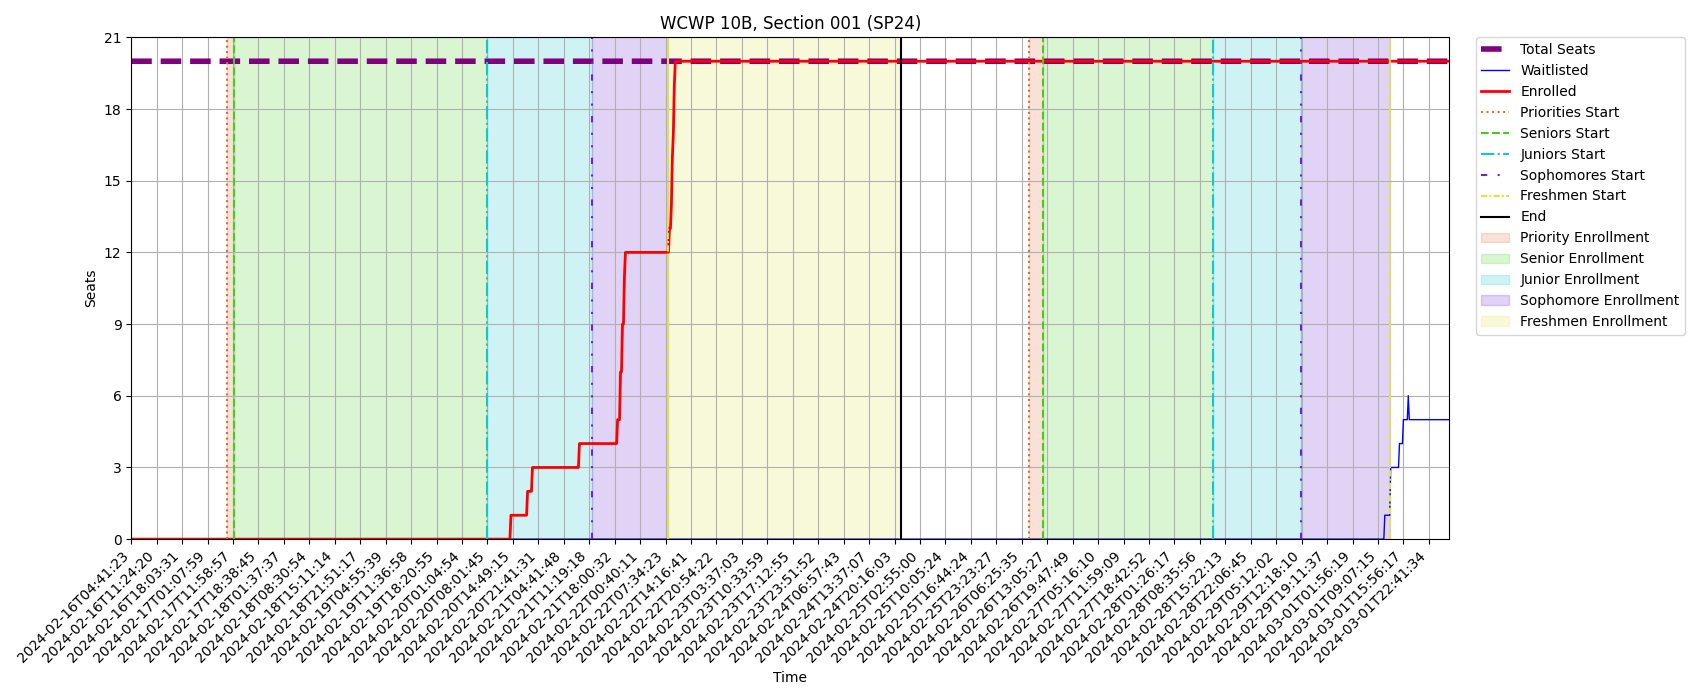 WCWP 10B, Section 001 (SP24)
21
18
15
12
9
6
3
0
Seats
2024-02-16T04:41:23
2024-02-16T11:24:20
2024-02-16T18:03:31
2024-02-17T01:07:59
2024-02-17T11:58:57
2024-02-17T18:38:45
2024-02-18T01:37:37
2024-02-18T08:30:54
2024-02-18T15:11:14
2024-02-18T21:51:17
2024-02-19T04:55:39
2024-02-19T11:36:58
2024-02-19T18:20:55
2024-02-20T01:04:54
2024-02-20T08:01:45
2024-02-20T14:49:15
2024-02-20T21:41:31
2024-02-21T04:41:48
2024-02-21T11:19:18
2024-02-21T18:00:32
2024-02-22T00:40:11
2024-02-22T07:34:23
2024-02-22T14:16:41
2024-02-22T20:54:22
2024-02-23T03:37:03
2024-02-23T10:33:59
2024-02-23T17:12:55
2024-02-23T23:51:52
2024-02-24T06:57:43
2024-02-24T13:37:07
2024-02-24T20:16:03
2024-02-25T02:55:00
2024-02-25T10:05:24
2024-02-25T16:44:24
2024-02-25T23:23:27
2024-02-26T06:25:35
2024-02-26T13:05:27
2024-02-26T19:47:49
2024-02-27T05:16:10
2024-02-27T11:59:09
2024-02-27T18:42:52
2024-02-28T01:26:17
2024-02-28T08:35:56
2024-02-28T15:22:13
2024-02-28T22:06:45
2024-02-29T05:12:02
2024-02-29T12:18:10
2024-02-29T19:11:37
2024-03-01T01:56:19
2024-03-01T09:07:15
2024-03-01T15:56:17
2024-03-01T22:41:34
Time
Total Seats
Waitlisted
Enrolled
Priorities Start
Seniors Start
Juniors Start
Sophomores Start
Freshmen Start
End
Priority Enrollment
Senior Enrollment
Junior Enrollment
Sophomore Enrollment
Freshmen Enrollment